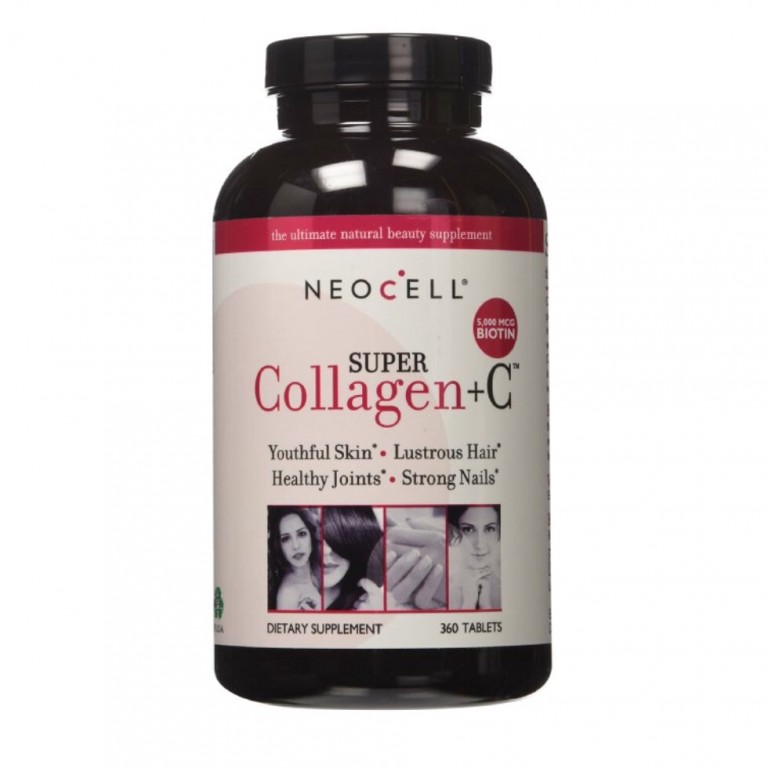 the ultimate natural beauty supplement
NEOCELL®
5,000 MCG
BIOTIN
SUPER
Collagen+C™
Youthful Skin* • Lustrous Hair*
Healthy Joints* • Strong Nails*
DIETARY SUPPLEMENT 360 TABLETS